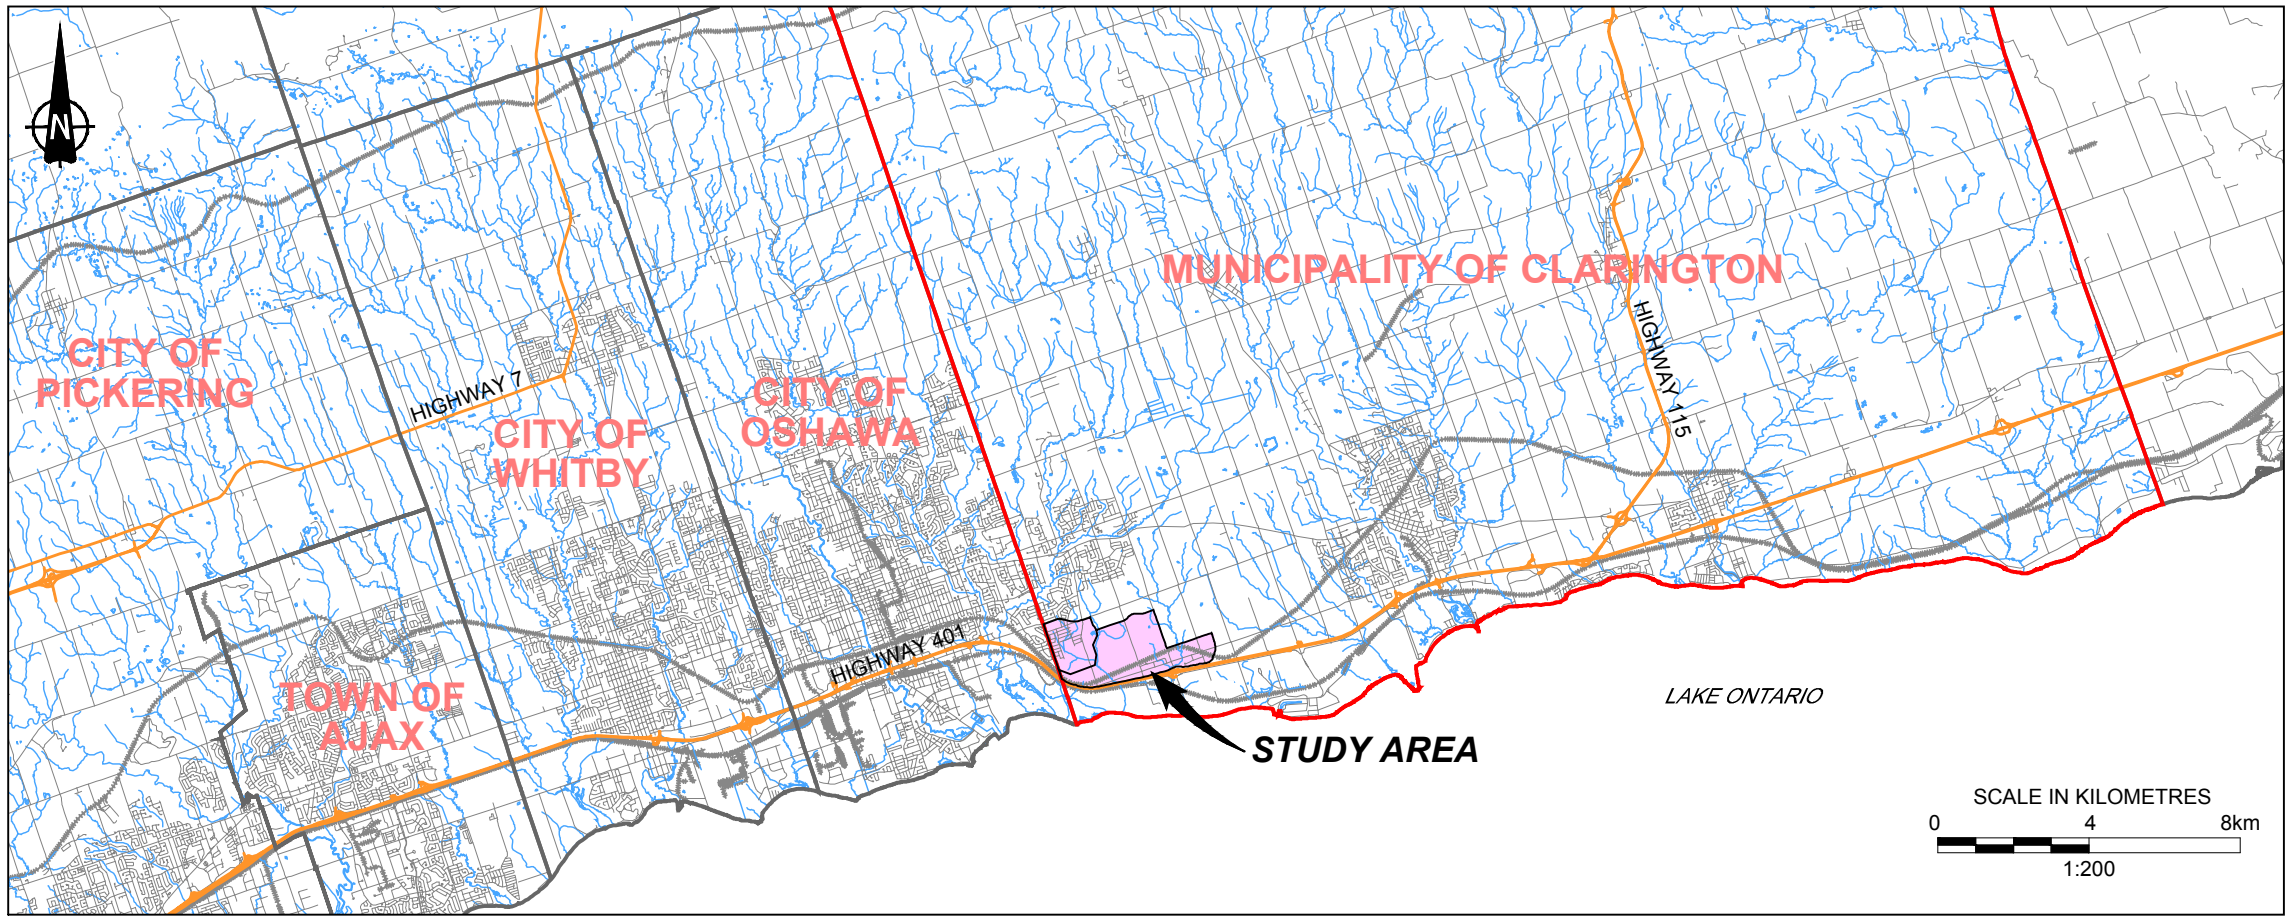 N
MUNICIPALITY OF CLARINGTON
HIGHWAY 115
CITY OF
PICKERING
HIGHWAY 7
CITY OF
WHITBY
CITY OF
OSHAWA
HIGHWAY 401
TOWN OF
AJAX
LAKE ONTARIO
STUDY AREA
SCALE IN KILOMETRES
0 4 8km
1:200